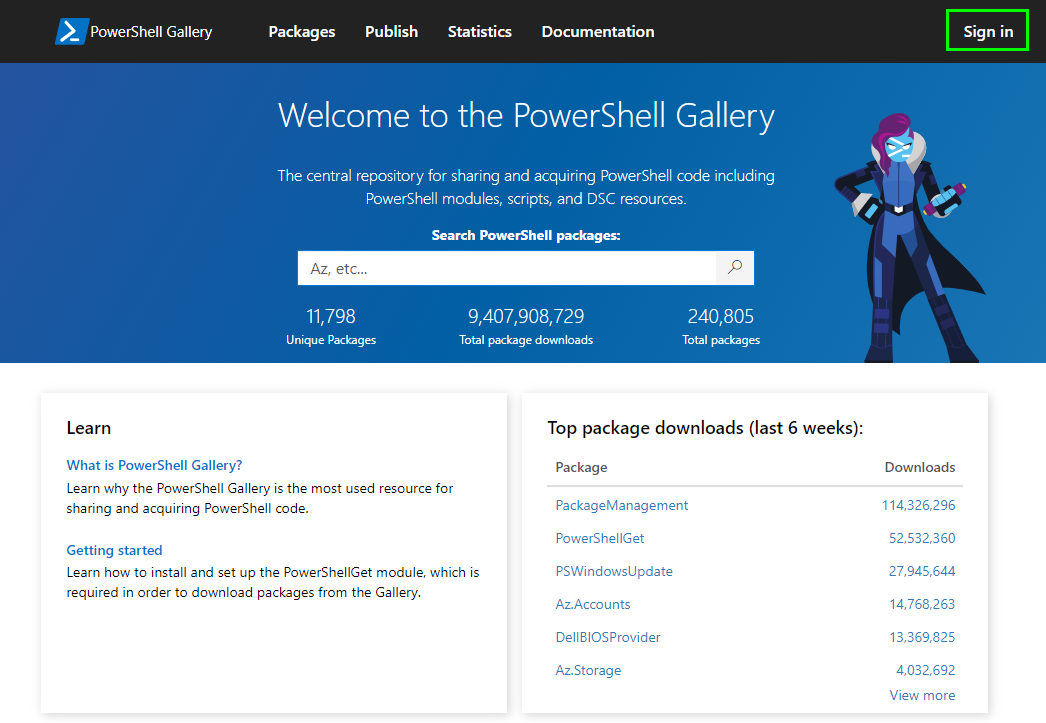 PowerShell Gallery Packages Publish Statistics Documentation Sign in
Welcome to the PowerShell Gallery
The central repository for sharing and acquiring PowerShell code including
PowerShell modules, scripts, and DSC resources.
Search PowerShell packages:
Az, etc...
11,798 9,407,908,729 240,805
Unique Packages Total package downloads Total packages
Learn
What is PowerShell Gallery?
Learn why the PowerShell Gallery is the most used resource for
sharing and acquiring PowerShell code.
Getting started
Learn how to install and set up the PowerShellGet module, which is
required in order to download packages from the Gallery.
Top package downloads (last 6 weeks):
Package Downloads
PackageManagement 114,326,296
PowerShellGet 52,532,360
PSWindowsUpdate 27,945,644
Az.Accounts 14,768,263
DellBIOSProvider 13,369,825
Az.Storage 4,032,692
View more